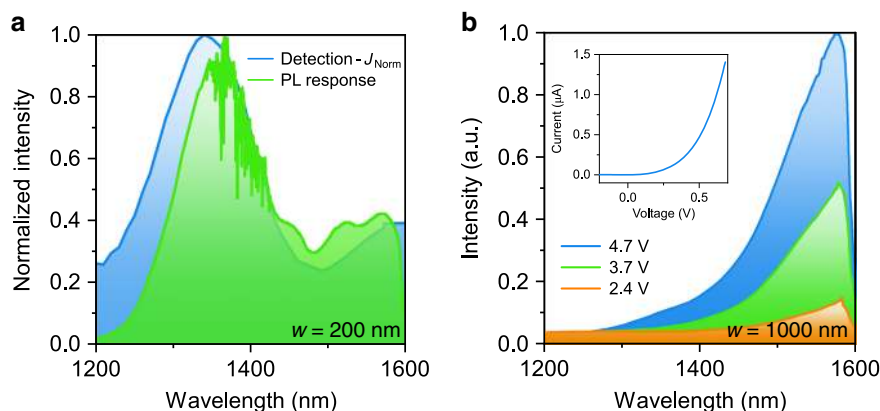 a
Normalized intensity
1.0
0.8
0.6
0.4
0.2
0.0
Detection - J Norm
PL response
w = 200 nm
1200
1400
1600
Wavelength (nm)
b
Intensity (a.u.)
1.0
0.8
0.6
0.4
0.2
0.0
Current (μA)
1.5
1.0
0.5
0.0
0.0
0.5
Voltage (V)
4.7 V
3.7 V
2.4 V
w = 1000 nm
1200
1400
1600
Wavelength (nm)